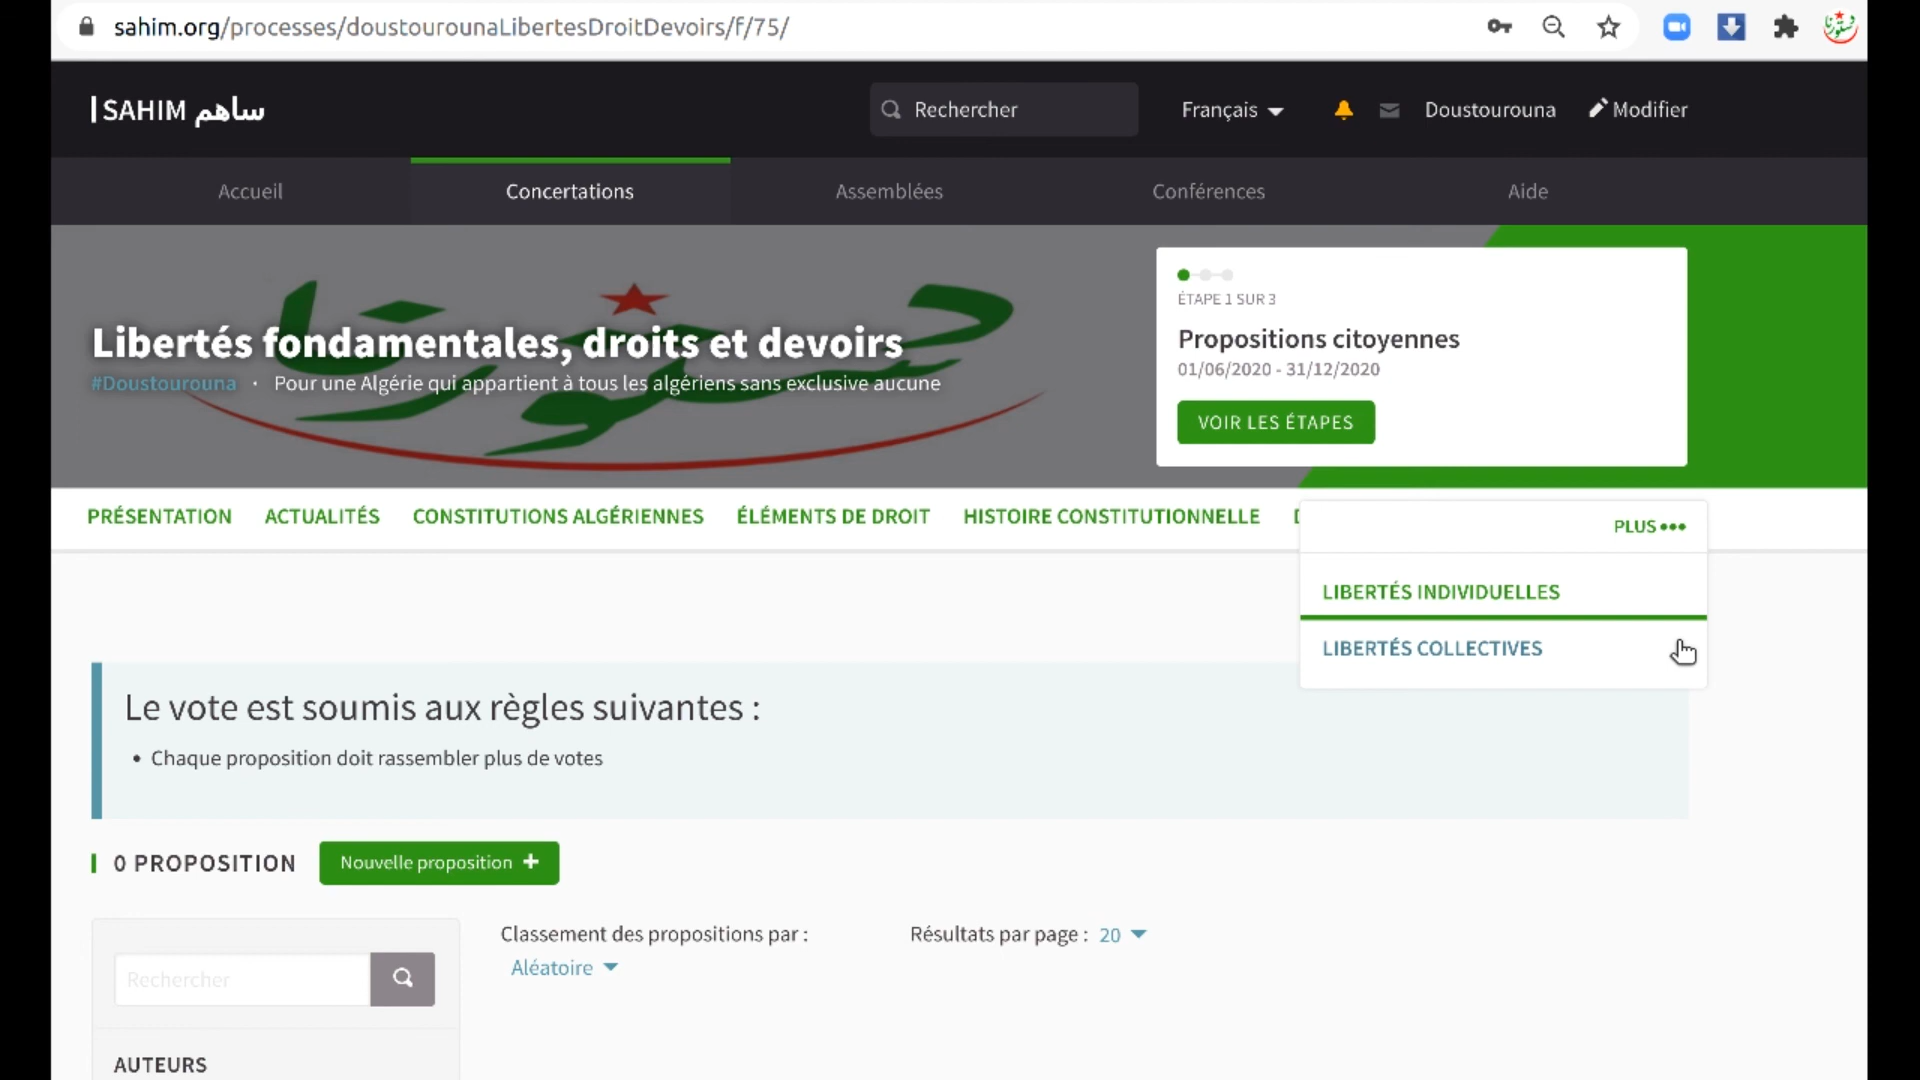 sahim.org/processes/doustourounaLibertesDroitDevoirs/f/75/
SAHIM ساهم
Rechercher
Français
Doustourouna
Modifier
Accueil
Concertations
Assemblées
Conférences
Aide
دستورنا
Libertés fondamentales, droits et devoirs
#Doustourouna · Pour une Algérie qui appartient à tous les algériens sans exclusive aucune
ÉTAPE 1 SUR 3
Propositions citoyennes
01/06/2020 - 31/12/2020
VOIR LES ÉTAPES
PRÉSENTATION
ACTUALITÉS
CONSTITUTIONS ALGÉRIENNES
ÉLÉMENTS DE DROIT
HISTOIRE CONSTITUTIONNELLE
PLUS •••
LIBERTÉS INDIVIDUELLES
LIBERTÉS COLLECTIVES
Le vote est soumis aux règles suivantes :
• Chaque proposition doit rassembler plus de votes
0 PROPOSITION
Nouvelle proposition +
Classement des propositions par :
Aléatoire
Résultats par page : 20
Rechercher
AUTEURS